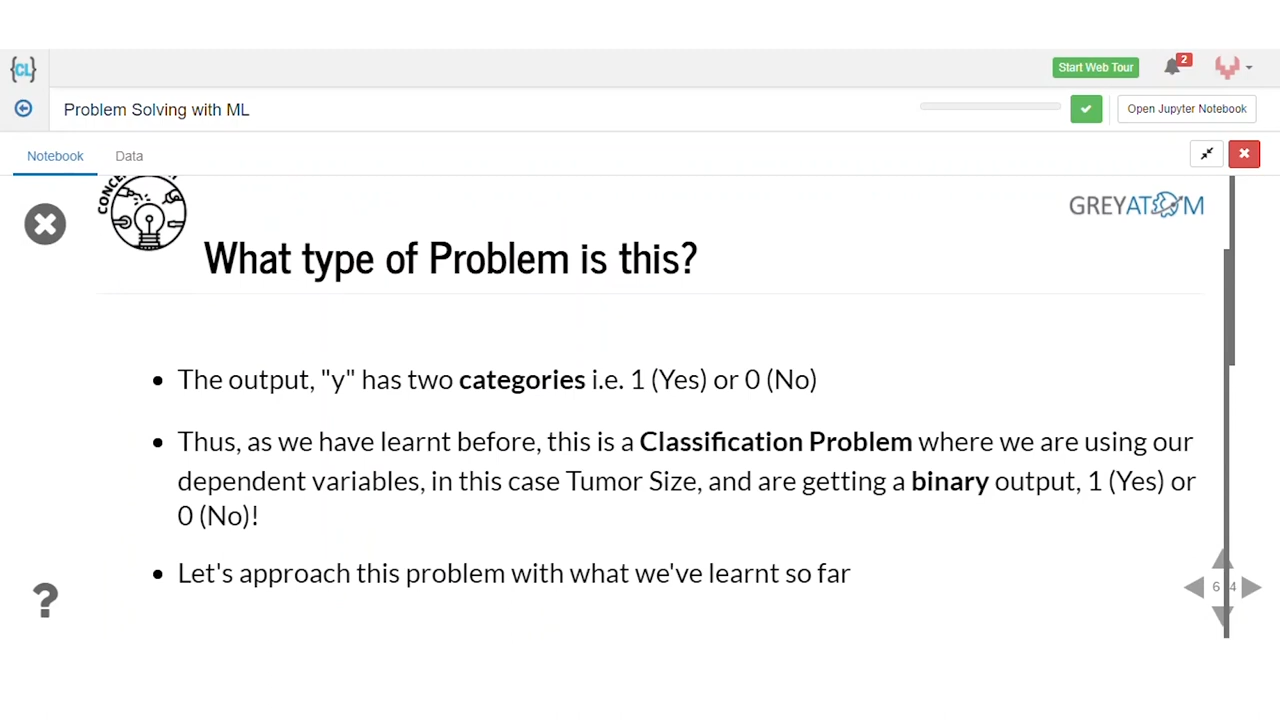 {CL}
Start Web Tour
2
Problem Solving with ML
Open Jupyter Notebook
Notebook
Data
GREYATOM
What type of Problem is this?
The output, "y" has two categories i.e. 1 (Yes) or 0 (No)
Thus, as we have learnt before, this is a Classification Problem where we are using our
dependent variables, in this case Tumor Size, and are getting a binary output, 1 (Yes) or
0 (No)!
Let's approach this problem with what we've learnt so far
6
4
?